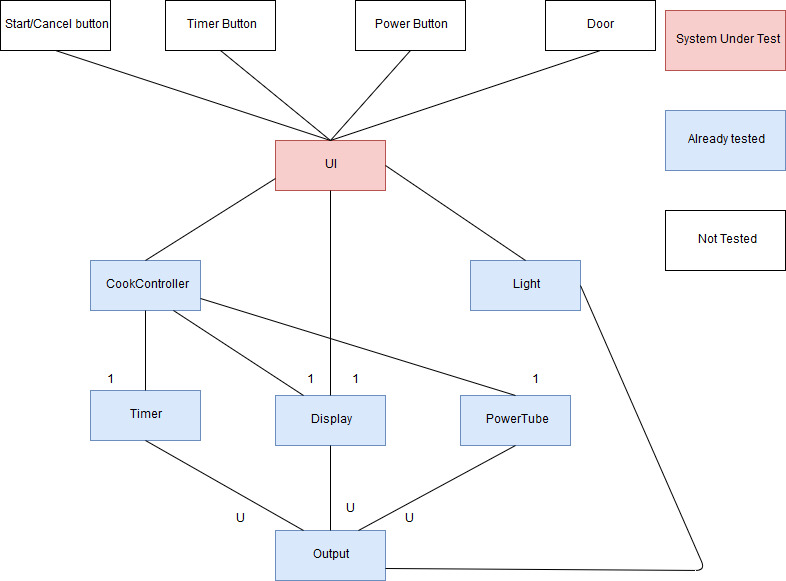 Start/Cancel button
Timer Button
Power Button
Door
System Under Test
Already tested
UI
Not Tested
CookController
Light
1
1
1
1
Timer
Display
PowerTube
U
U
U
Output